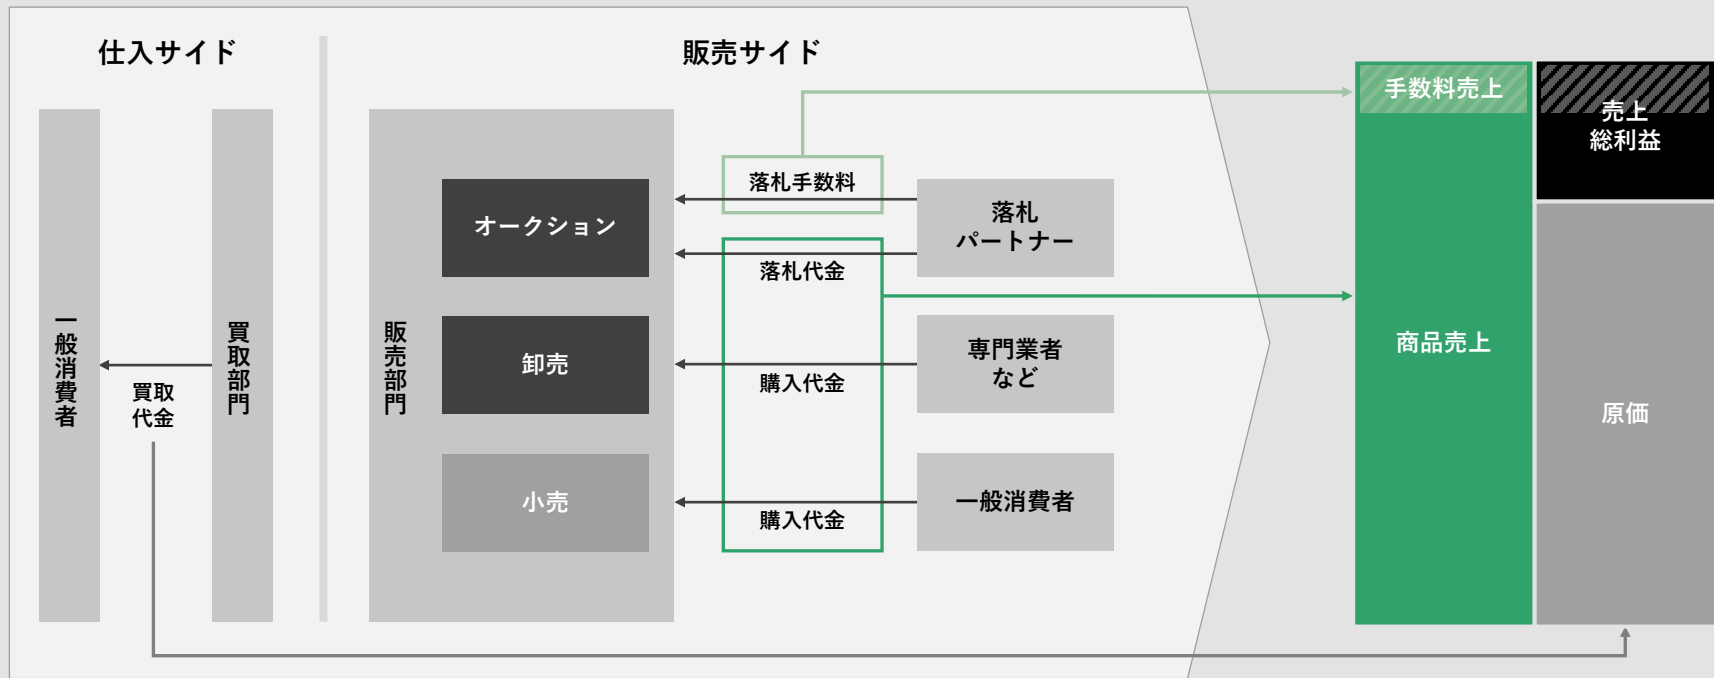 仕入サイド
販売サイド
一般消費者
買取
代金
買取部門
販売部門
オークション
卸売
小売
落札手数料
落札代金
購入代金
購入代金
落札
パートナー
専門業者
など
一般消費者
手数料売上
商品売上
売上
総利益
原価